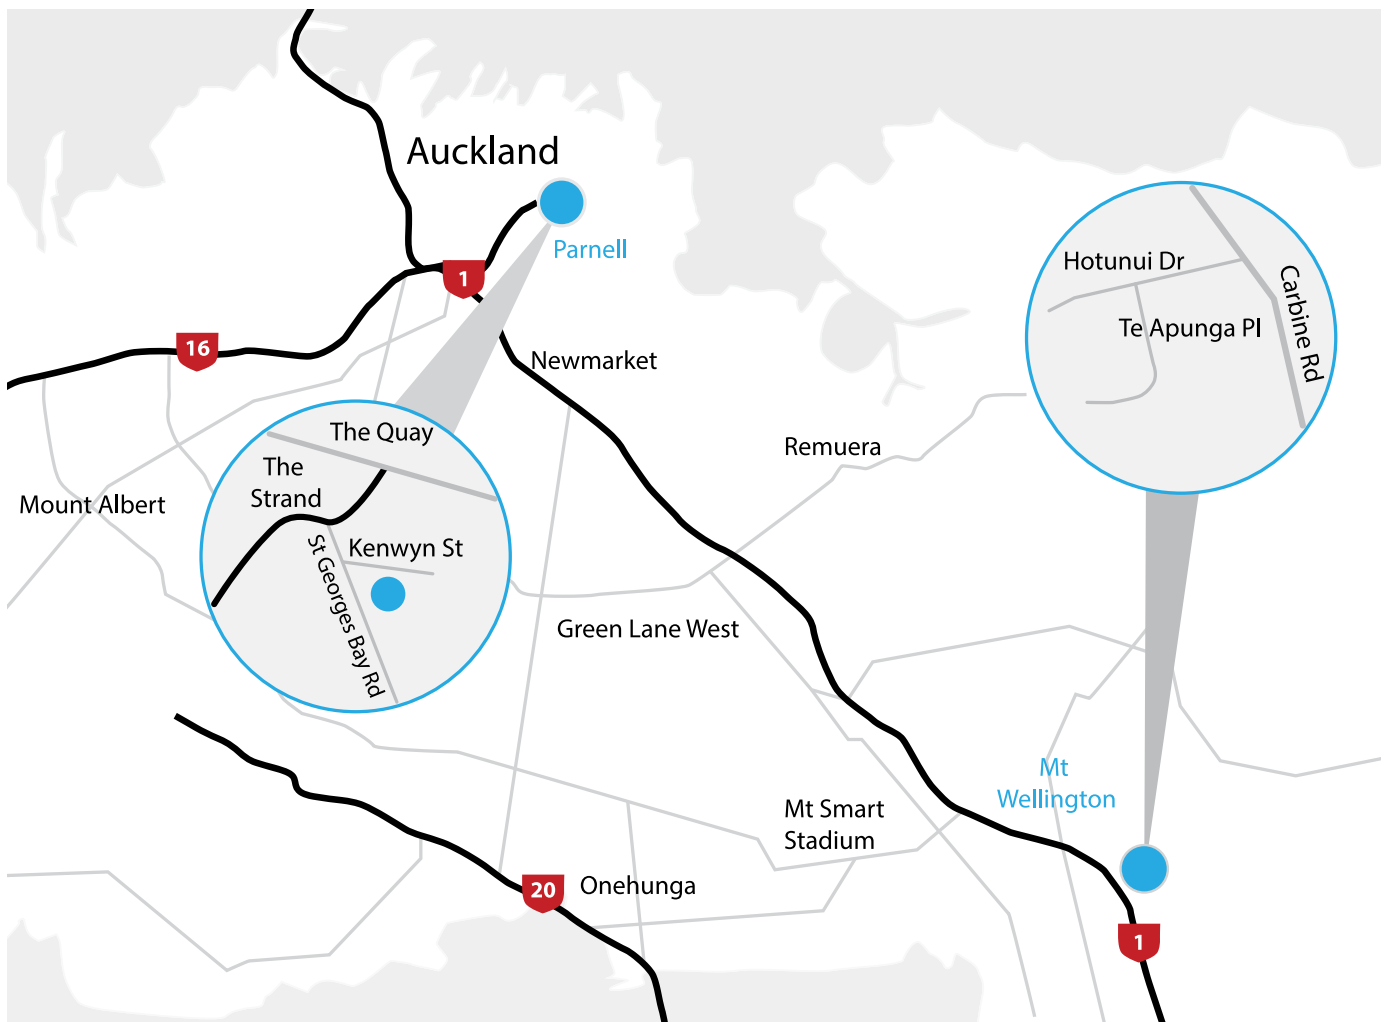 Auckland
Parnell
1
16
Newmarket
Hotunui Dr
Te Apunga Pl
Carbine Rd
The Quay
The
Strand
Kenwyn St
St Georges Bay Rd
Mount Albert
Remuera
Green Lane West
Mt
Wellington
Mt Smart
Stadium
20
Onehunga
1